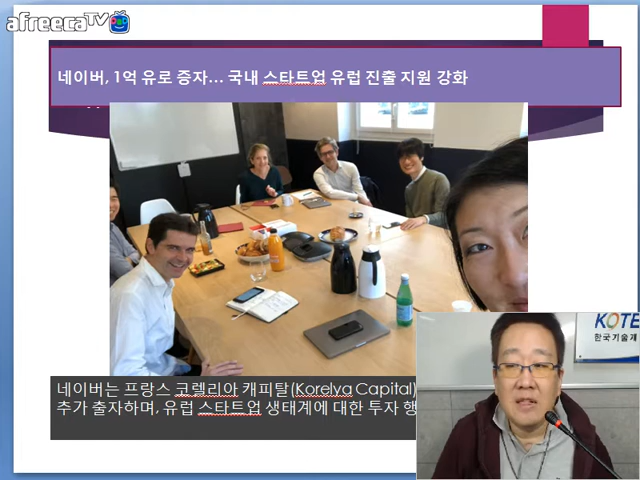 afreecaTV
네이버, 1억 유로 증자... 국내 스타트업 유럽 진출 지원 강화
네이버는 프랑스 코렐리아 캐피탈(Korelya Capital)
추가 출자하며, 유럽 스타트업 생태계에 대한 투자 행
KOTE
한국기술개